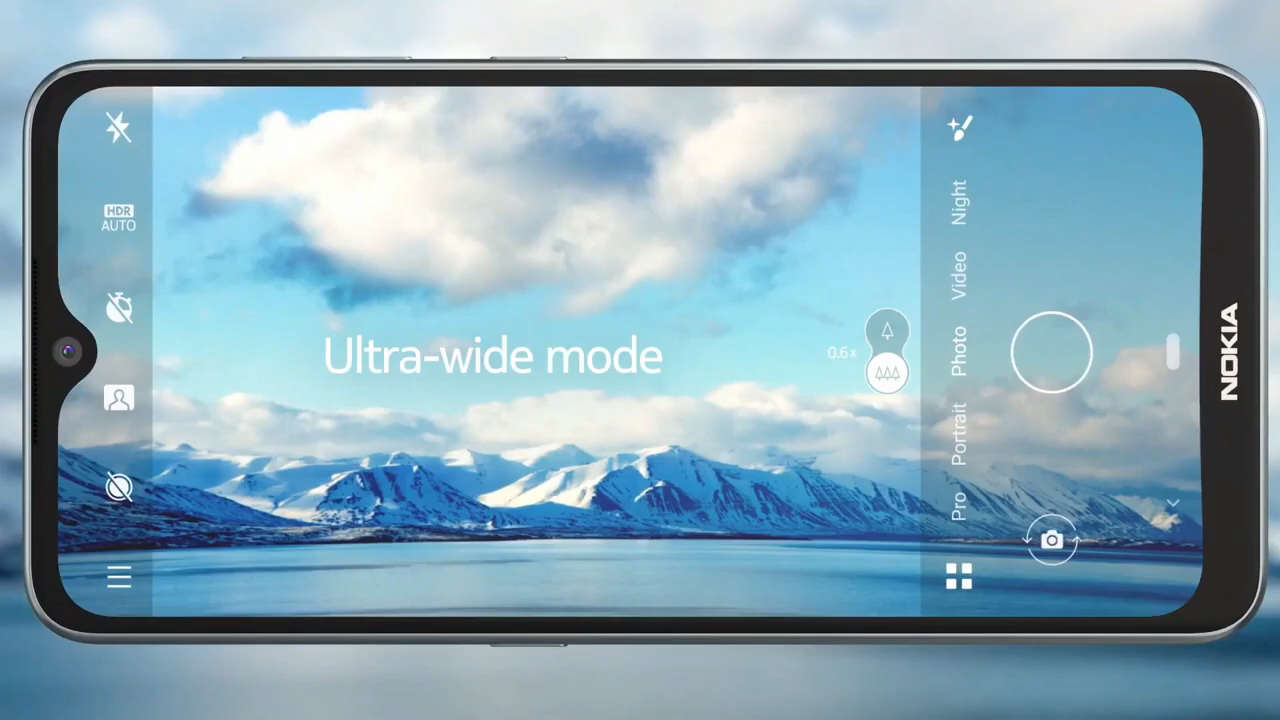 HDR
AUTO
Ultra-wide mode
0.6x
Night
Video
Photo
Portrait
Pro
NOKIA